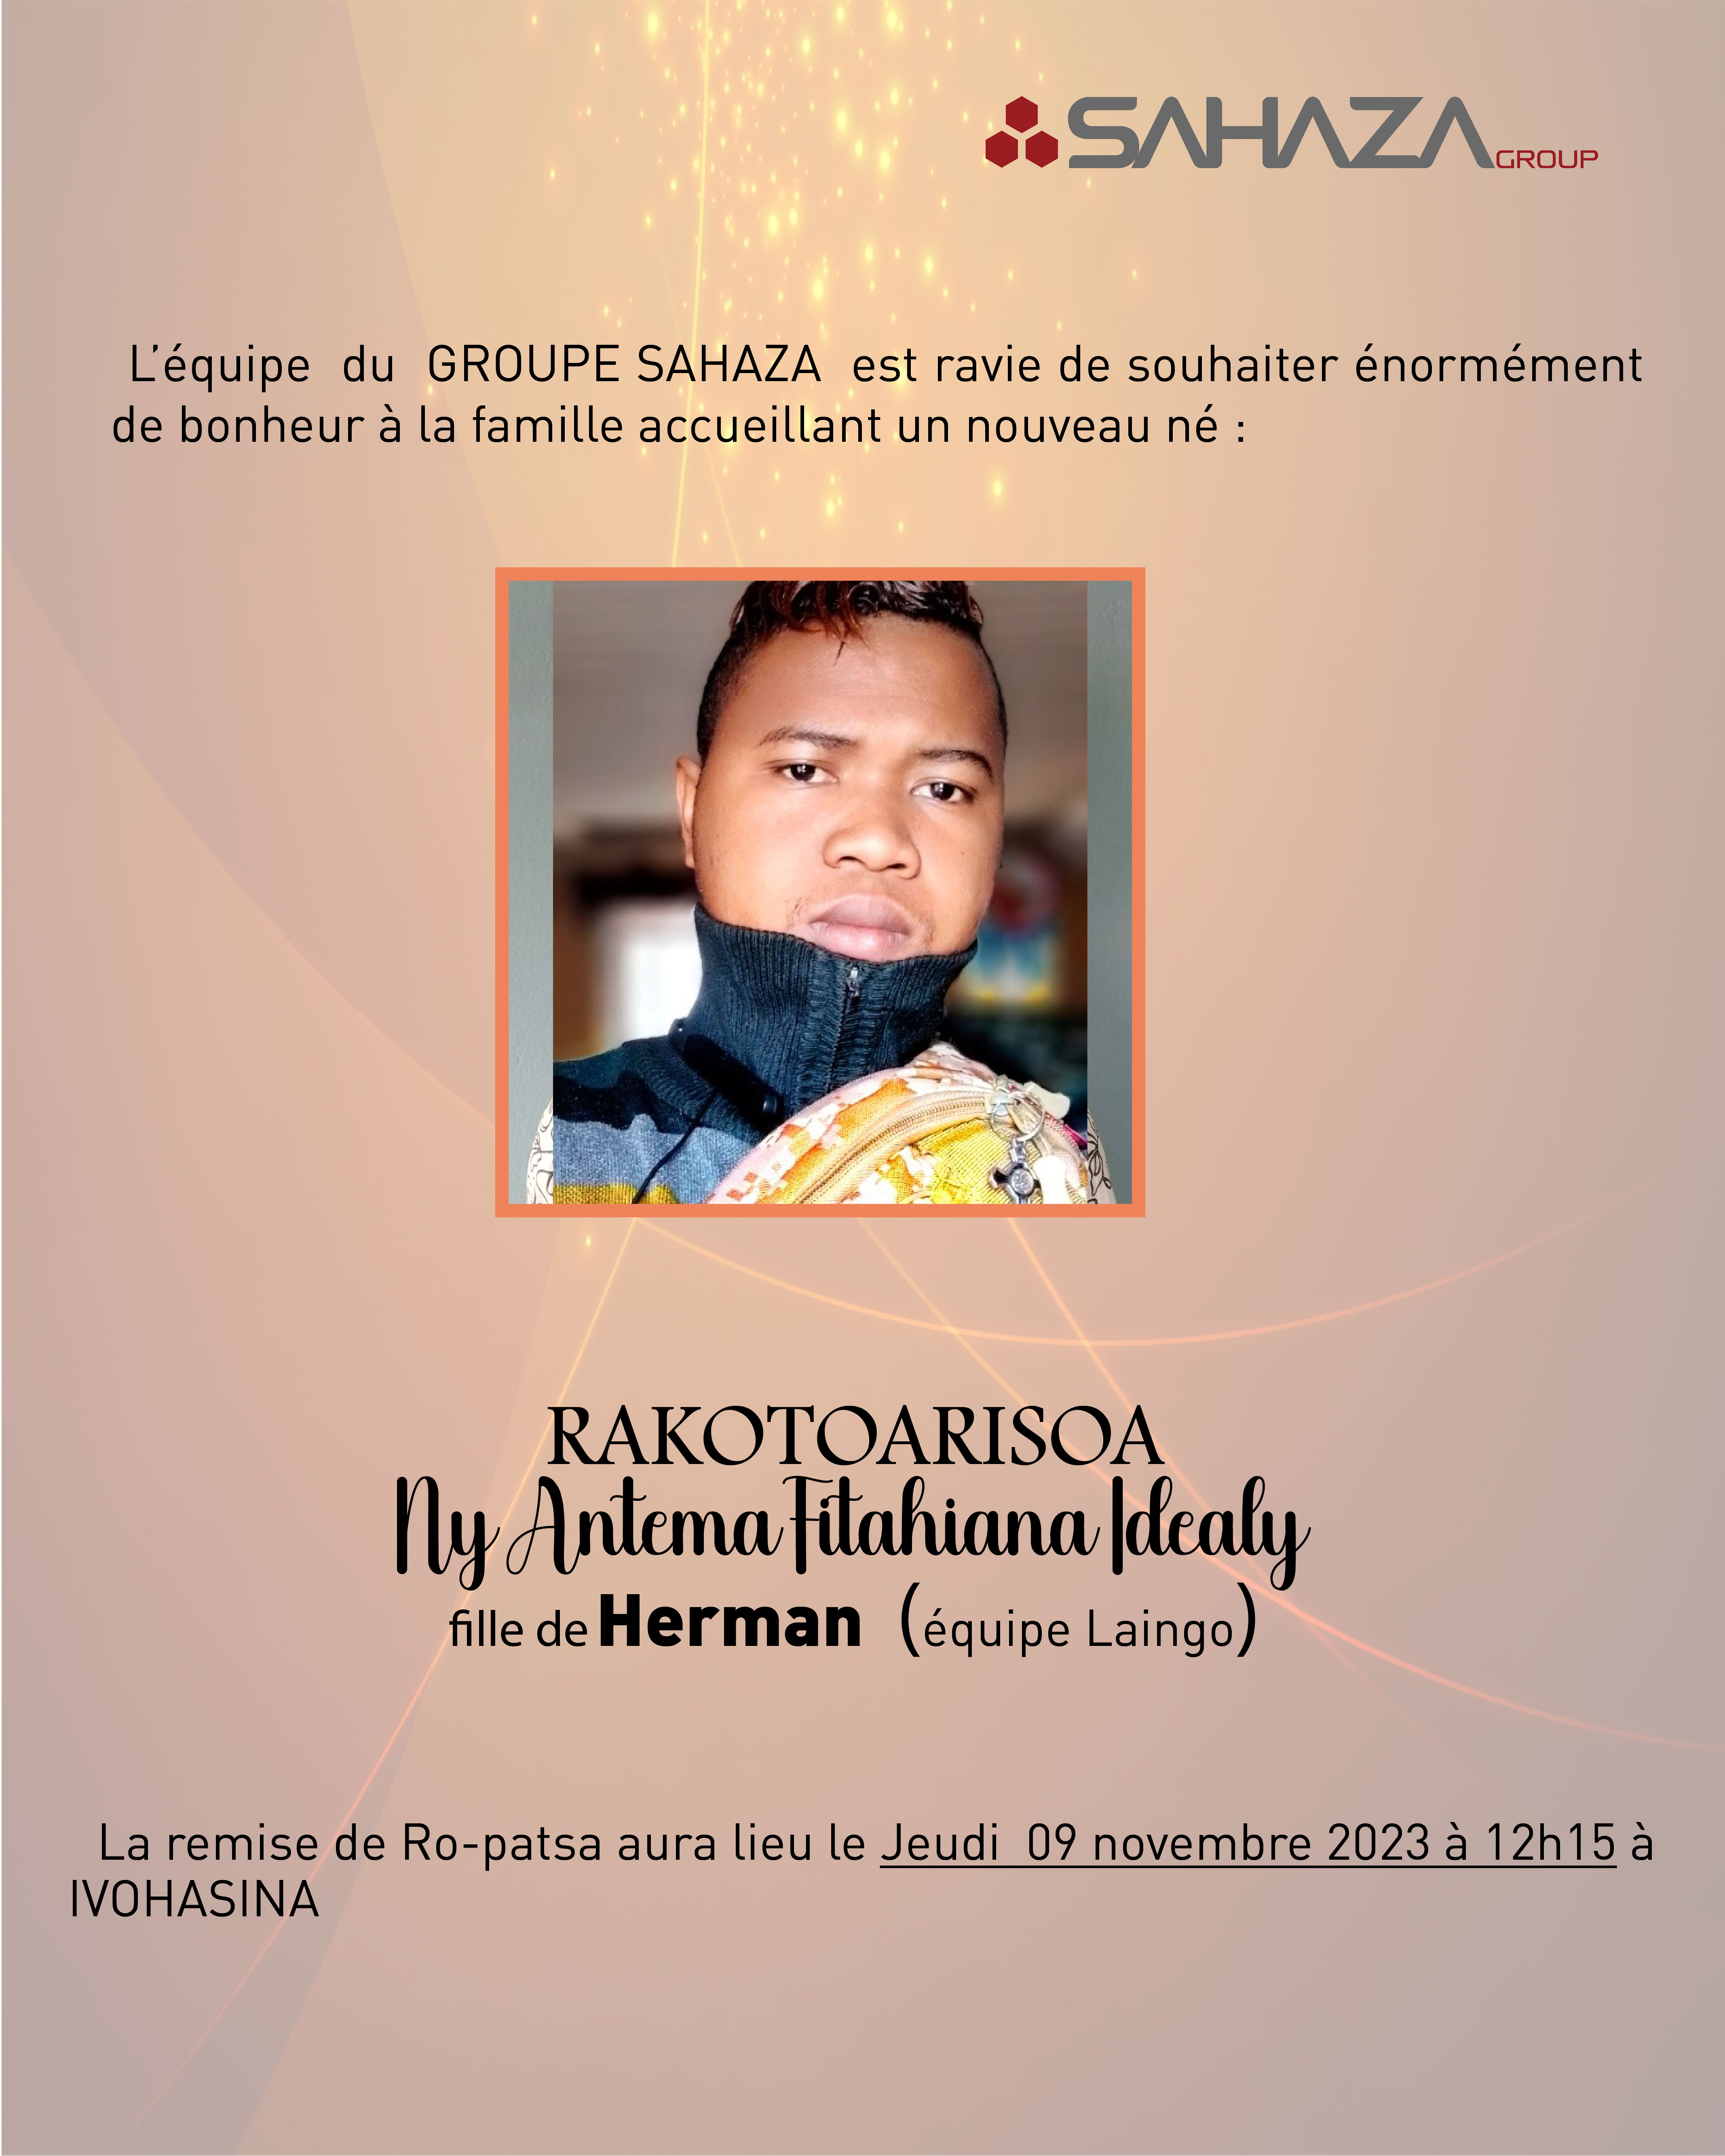 SAHAZA GROUP
L’équipe du GROUPE SAHAZA est ravie de souhaiter énormément
de bonheur à la famille accueillant un nouveau né :
RAKOTOARISOA
Ny Antema Fitahiana Idealy
fille de Herman (équipe Laingo)
La remise de Ro-patsa aura lieu le Jeudi 09 novembre 2023 à 12h15 à
IVOHASINA